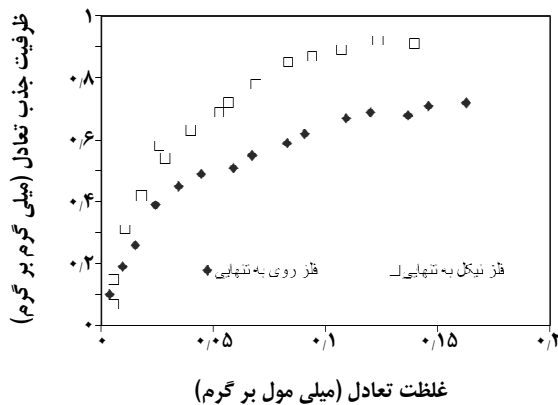 ظرفیت جذب تعادل (میلی گرم بر گرم)
۱
۰/۸
۰/۶
۰/۴
۰/۲
۰
فلز روی به تنهایی
فلز نیکل به تنهایی
۰ ۰/۰۵ ۰/۱ ۰/۱۵ ۰/۲
غلظت تعادل (میلی مول بر گرم)